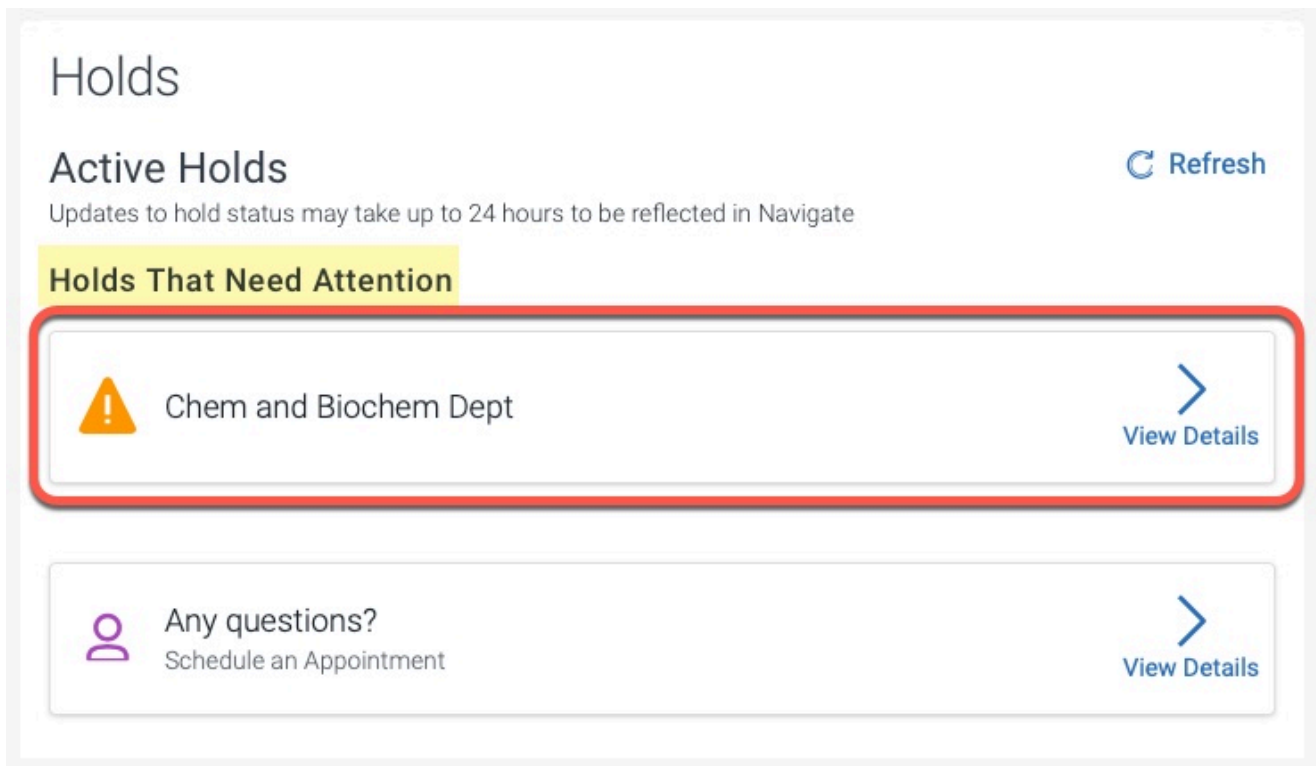 Holds
Active Holds
Refresh
Updates to hold status may take up to 24 hours to be reflected in Navigate
Holds That Need Attention
Chem and Biochem Dept
View Details
Any questions?
Schedule an Appointment
View Details